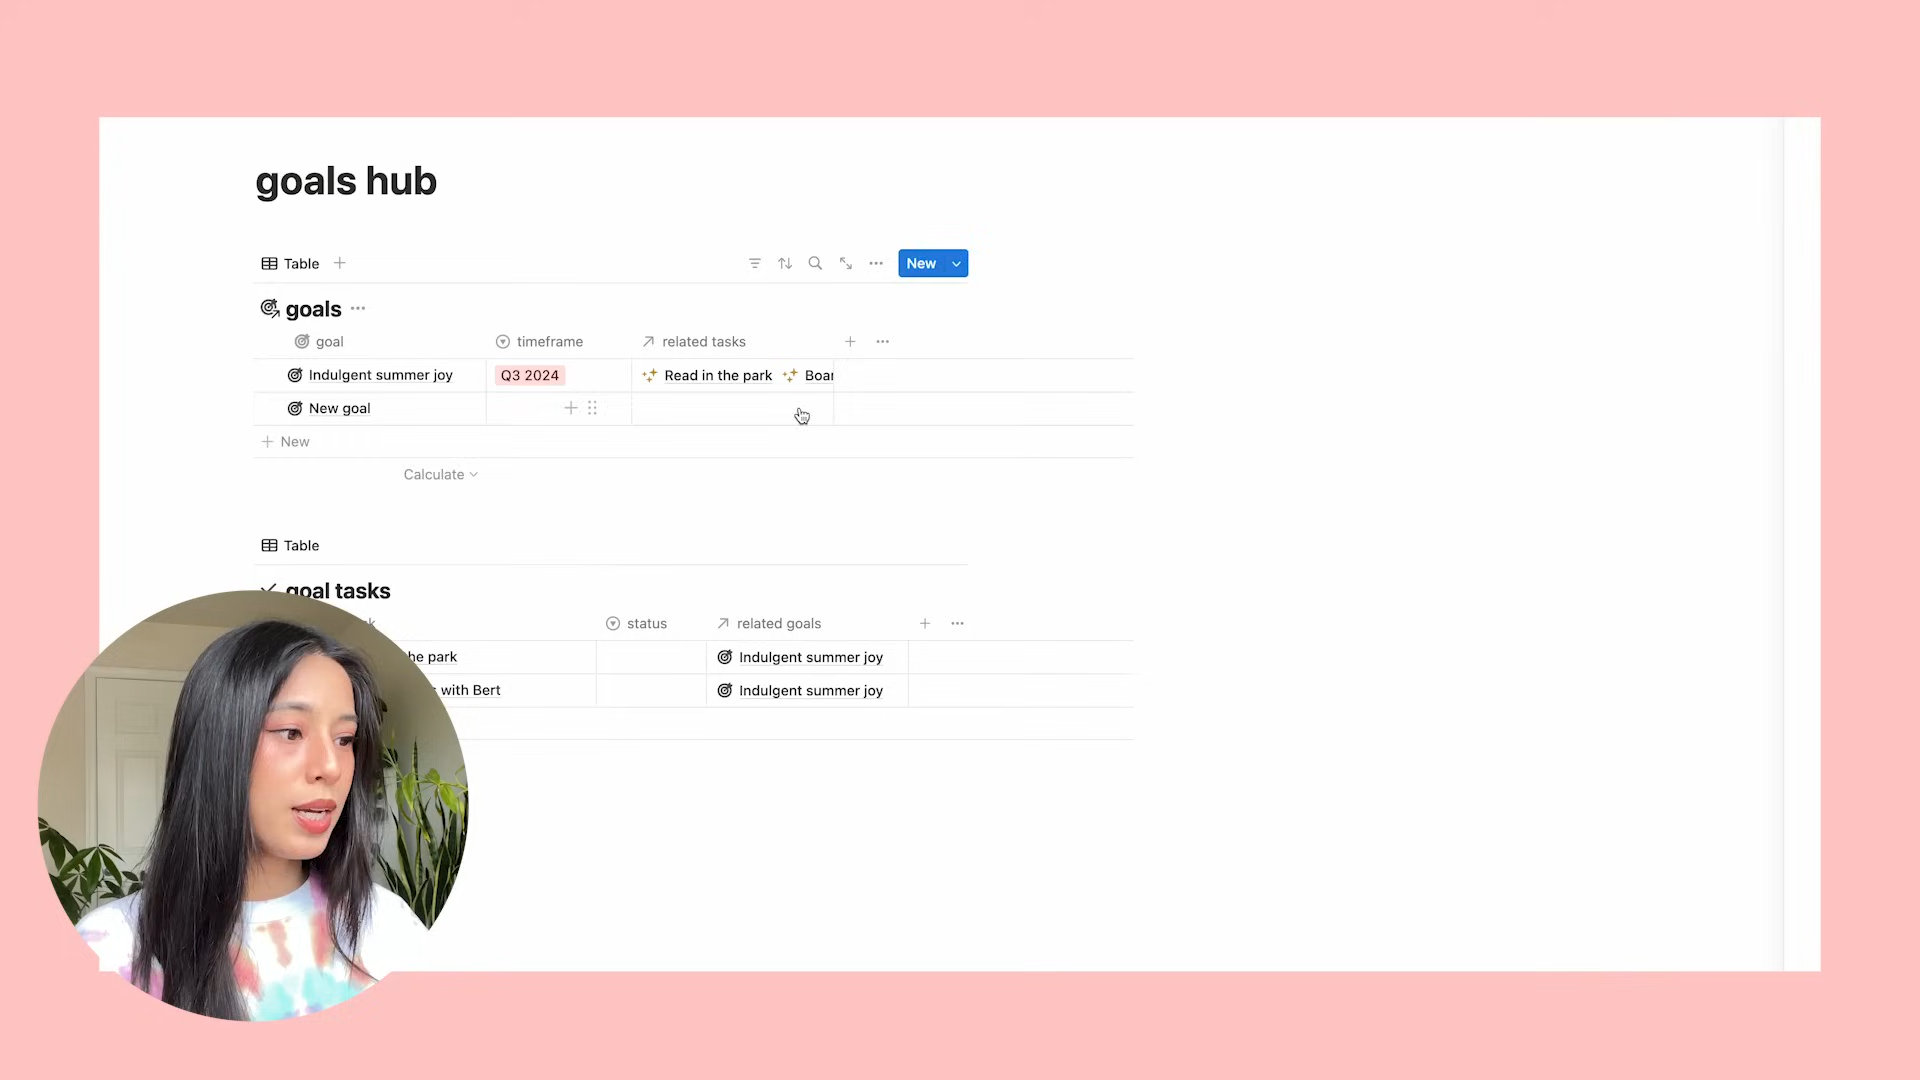 goals hub
Table
New
goals
goal timeframe related tasks
Indulgent summer joy Q3 2024 Read in the park
New goal
New
Calculate
Table
goal tasks
status related goals
the park Indulgent summer joy
with Bert Indulgent summer joy